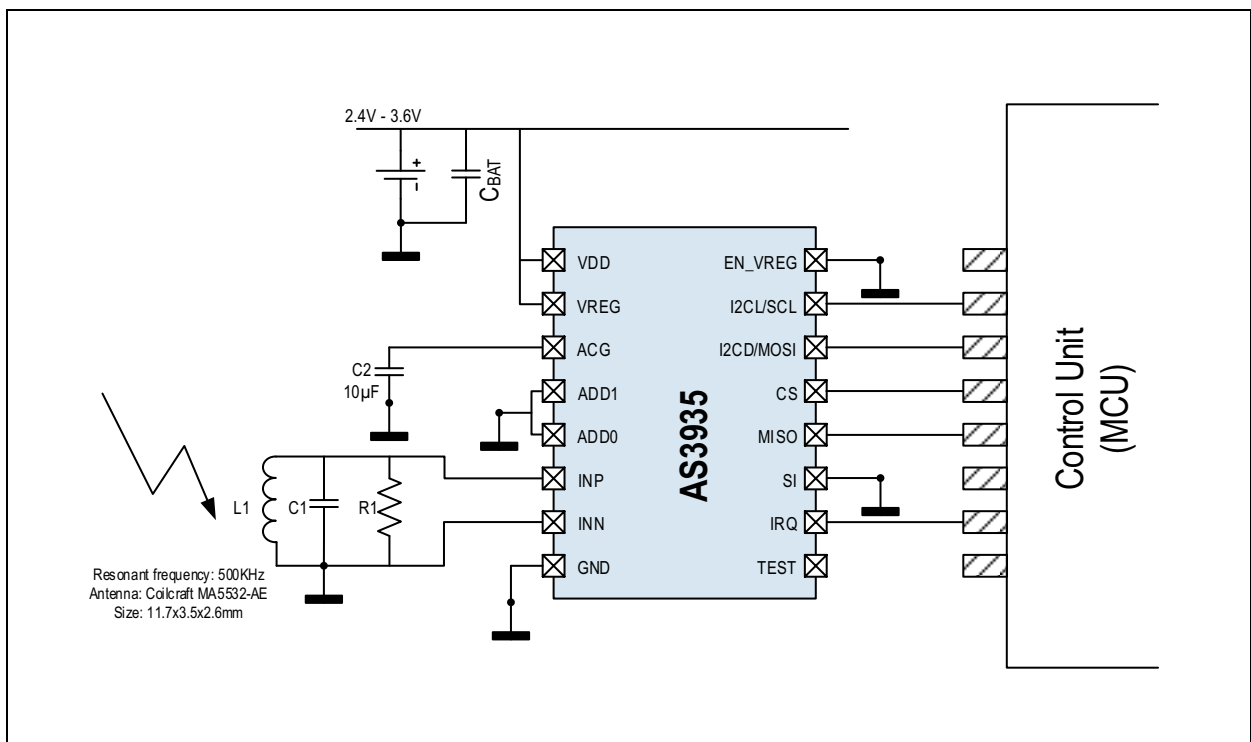 2.4V - 3.6V
+
-
CBAT
VDD
VREG
ACG
ADD1
ADD0
INP
INN
GND
AS3935
EN_VREG
I2CL/SCL
I2CD/MOSI
CS
MISO
SI
IRQ
TEST
C2
10µF
L1
C1
R1
Resonant frequency: 500KHz
Antenna: Coilcraft MA5532-AE
Size: 11.7x3.5x2.6mm
Control Unit
(MCU)